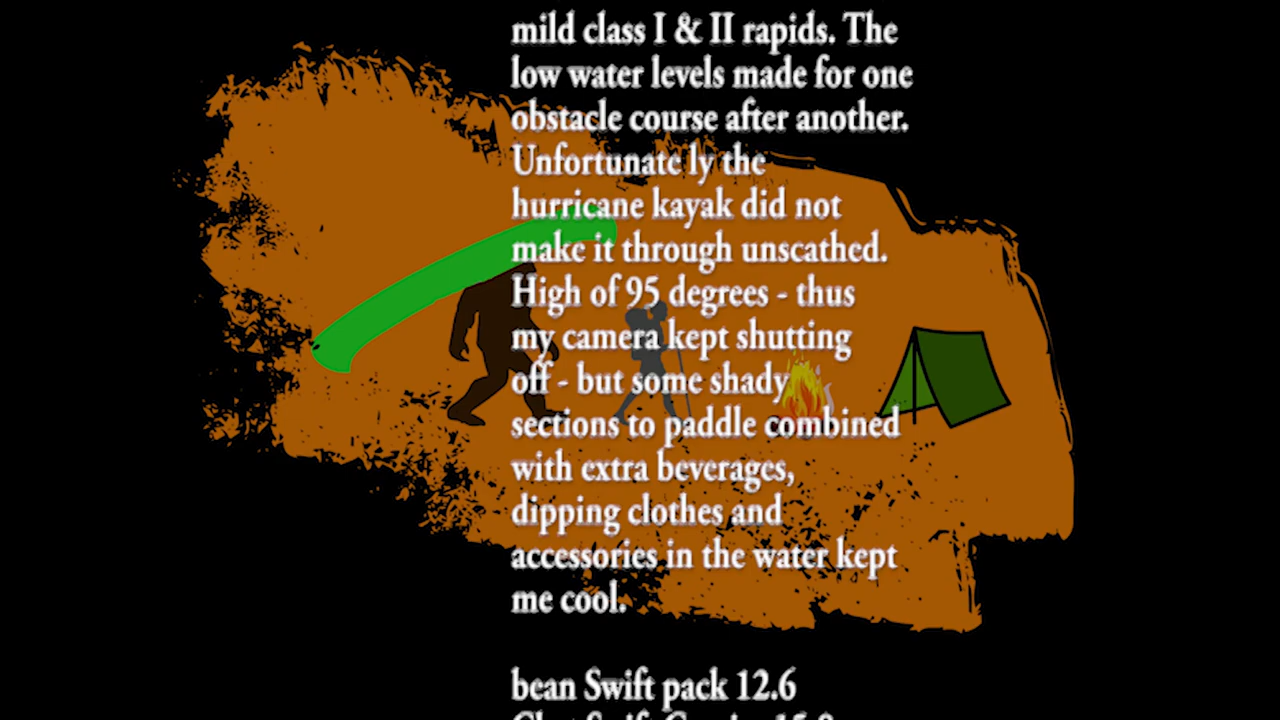 mild class I & II rapids. The
low water levels made for one
obstacle course after another.
Unfortunate ly the
hurricane kayak did not
make it through unscathed.
High of 95 degrees - thus
my camera kept shutting
off - but some shady
sections to paddle combined
with extra beverages,
dipping clothes and
accessories in the water kept
me cool.
bean Swift pack 12.6